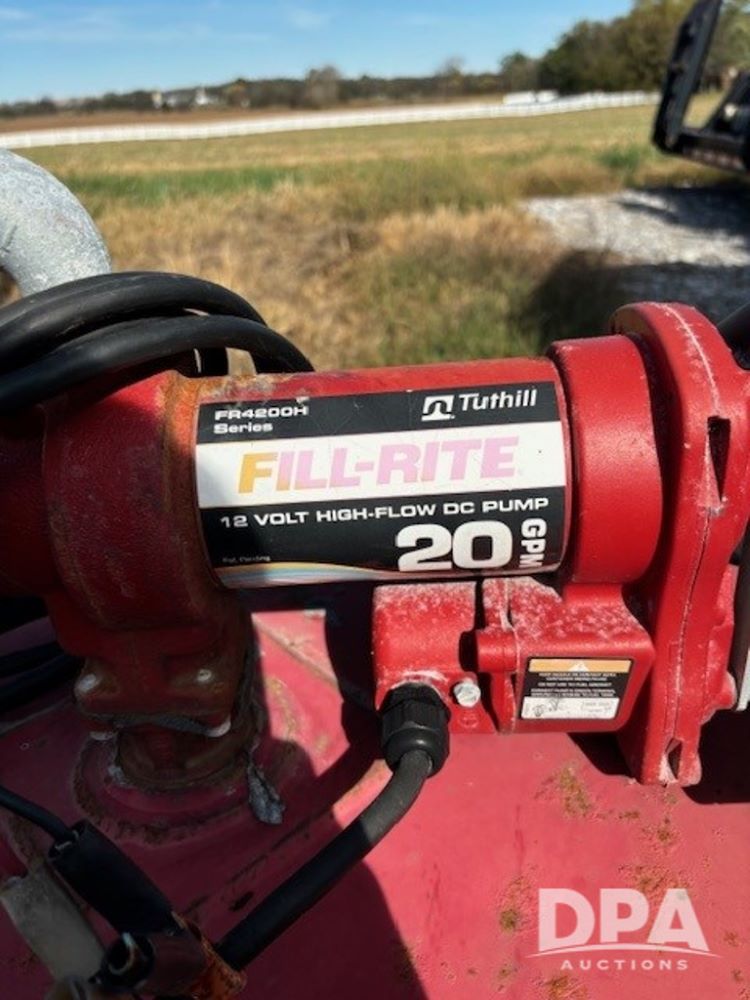 FR4200H
Series
Tuthill
FILL-RITE
12 VOLT HIGH-FLOW DC PUMP
20 GPM
Pat. Pending
DPA
AUCTIONS